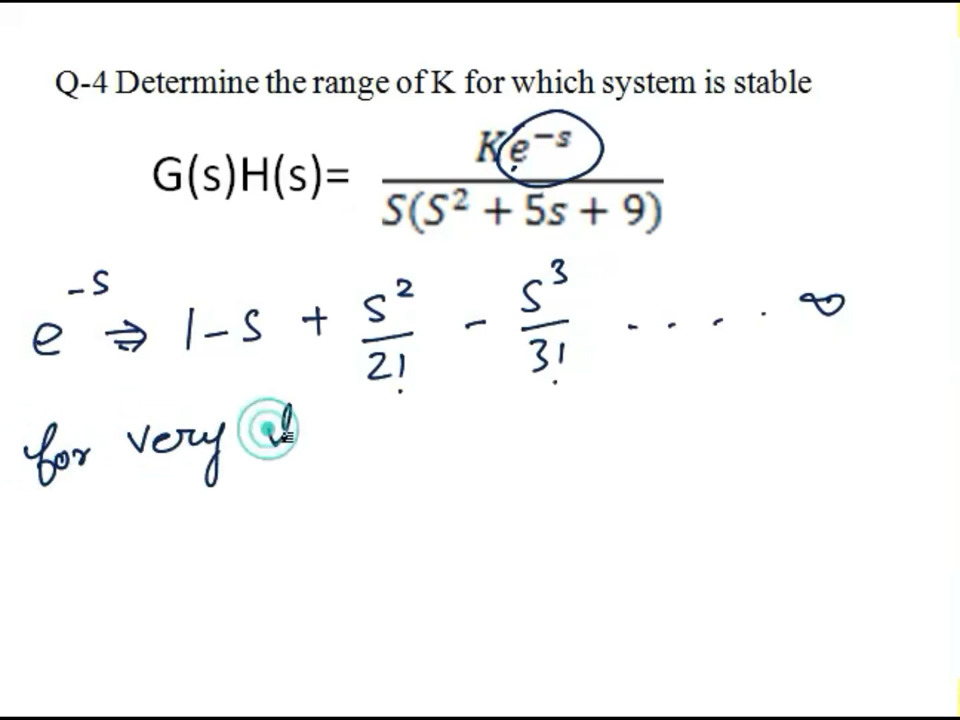 Q-4 Determine the range of K for which system is stable
G(s)H(s)= Ke^{-s} / S(S^2 + 5s + 9)
e^{-s} ⇒ 1 - s + s^2/2! - s^3/3! ..... ∞
for very